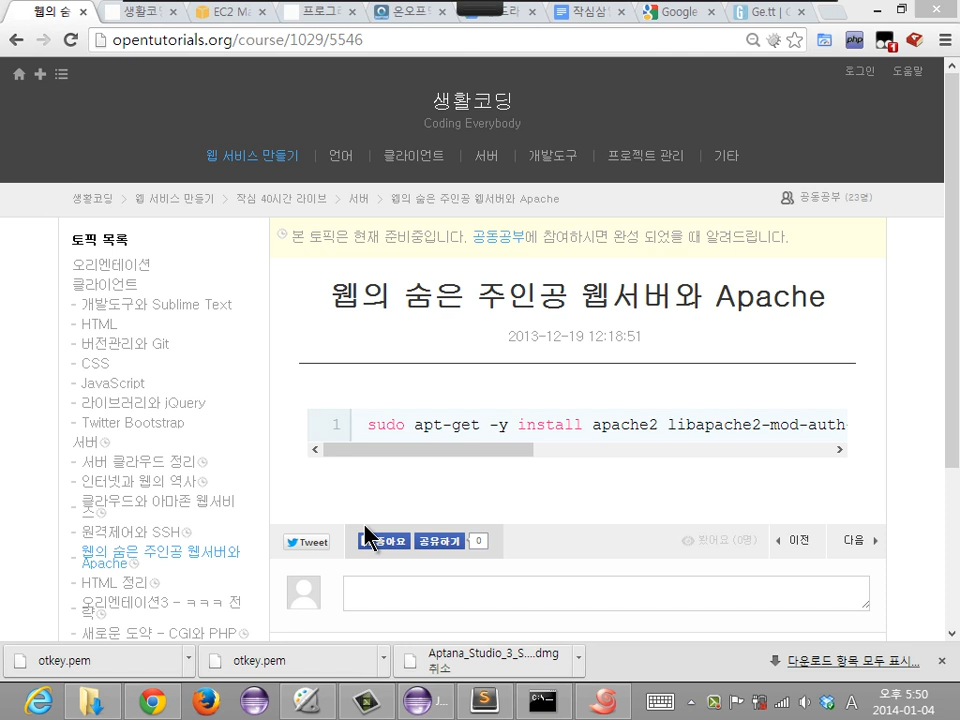 웹의 숨
생활코
EC2 Ma
프로그
온오프
드라
작심삼
Google
Ge.tt |
opentutorials.org/course/1029/5546
로그인 도움말
생활코딩
Coding Everybody
웹 서비스 만들기 | 언어 | 클라이언트 | 서버 | 개발도구 | 프로젝트 관리 | 기타
생활코딩 > 웹 서비스 만들기 > 작심 40시간 라이브 > 서버 > 웹의 숨은 주인공 웹서버와 Apache
공동공부 (23명)
토픽 목록
오리엔테이션
클라이언트
- 개발도구와 Sublime Text
- HTML
- 버전관리와 Git
- CSS
- JavaScript
- 라이브러리와 jQuery
- Twitter Bootstrap
서버
- 서버 클라우드 정리
- 인터넷과 웹의 역사
- 클라우드와 아마존 웹서비
스
- 원격제어와 SSH
- 웹의 숨은 주인공 웹서버와
Apache
- HTML 정리
- 오리엔테이션3 - ㅋㅋㅋ 전
략
- 새로운 도약 - CGI와 PHP
본 토픽은 현재 준비중입니다. 공동공부에 참여하시면 완성 되었을 때 알려드립니다.
웹의 숨은 주인공 웹서버와 Apache
2013-12-19 12:18:51
1 sudo apt-get -y install apache2 libapache2-mod-auth-
Tweet
좋아요 공유하기 0
봤어요 (0명)
이전
다음
otkey.pem
otkey.pem
Aptana_Studio_3_S....dmg
취소
다운로드 항목 모두 표시...
J...
A
오후 5:50
2014-01-04